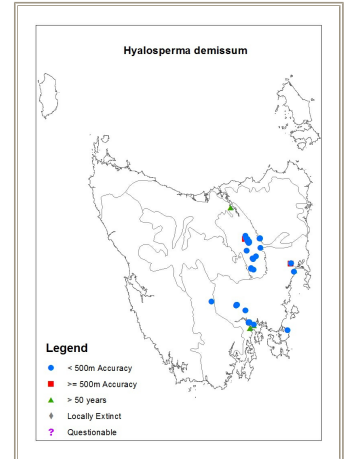 Hyalosperma demissum
Legend
< 500m Accuracy
>= 500m Accuracy
> 50 years
Locally Extinct
? Questionable